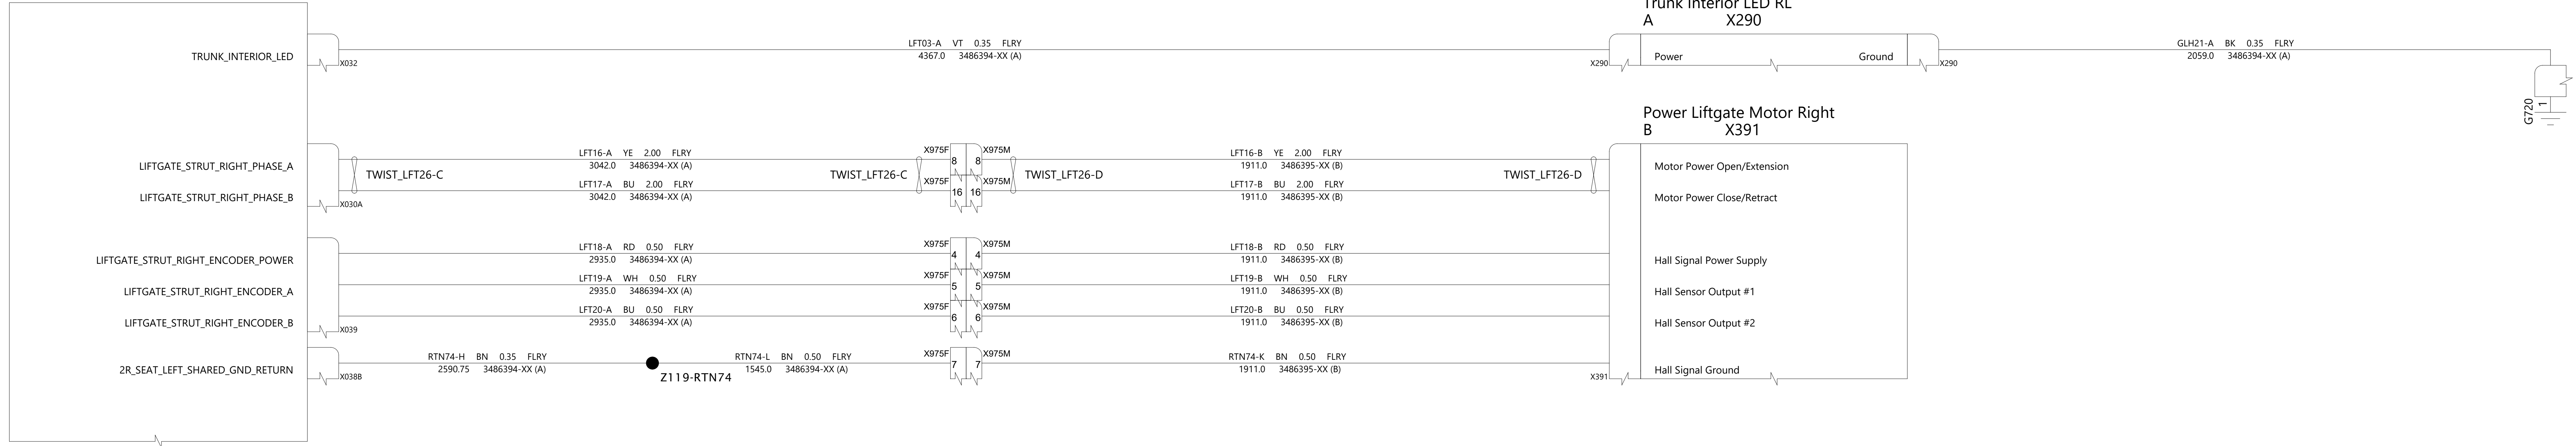 Trunk Interior LED RL
A X290
TRUNK_INTERIOR_LED
X032
LFT03-A VT 0.35 FLRY
4367.0 3486394-XX (A)
X290
Power
Ground
X290
GLH21-A BK 0.35 FLRY
2059.0 3486394-XX (A)
G720
1
Power Liftgate Motor Right
B X391
LIFTGATE_STRUT_RIGHT_PHASE_A
TWIST_LFT26-C
LFT16-A YE 2.00 FLRY
3042.0 3486394-XX (A)
TWIST_LFT26-C
X975F
8
8
X975M
TWIST_LFT26-D
LFT16-B YE 2.00 FLRY
1911.0 3486395-XX (B)
TWIST_LFT26-D
Motor Power Open/Extension
LIFTGATE_STRUT_RIGHT_PHASE_B
X030A
LFT17-A BU 2.00 FLRY
3042.0 3486394-XX (A)
X975F
16
16
X975M
LFT17-B BU 2.00 FLRY
1911.0 3486395-XX (B)
Motor Power Close/Retract
LIFTGATE_STRUT_RIGHT_ENCODER_POWER
LFT18-A RD 0.50 FLRY
2935.0 3486394-XX (A)
X975F
4
4
X975M
LFT18-B RD 0.50 FLRY
1911.0 3486395-XX (B)
Hall Signal Power Supply
LIFTGATE_STRUT_RIGHT_ENCODER_A
LFT19-A WH 0.50 FLRY
2935.0 3486394-XX (A)
X975F
5
5
X975M
LFT19-B WH 0.50 FLRY
1911.0 3486395-XX (B)
Hall Sensor Output #1
LIFTGATE_STRUT_RIGHT_ENCODER_B
X039
LFT20-A BU 0.50 FLRY
2935.0 3486394-XX (A)
X975F
6
6
X975M
LFT20-B BU 0.50 FLRY
1911.0 3486395-XX (B)
Hall Sensor Output #2
2R_SEAT_LEFT_SHARED_GND_RETURN
X038B
RTN74-H BN 0.35 FLRY
2590.75 3486394-XX (A)
Z119-RTN74
RTN74-L BN 0.50 FLRY
1545.0 3486394-XX (A)
X975F
7
7
X975M
RTN74-K BN 0.50 FLRY
1911.0 3486395-XX (B)
X391
Hall Signal Ground